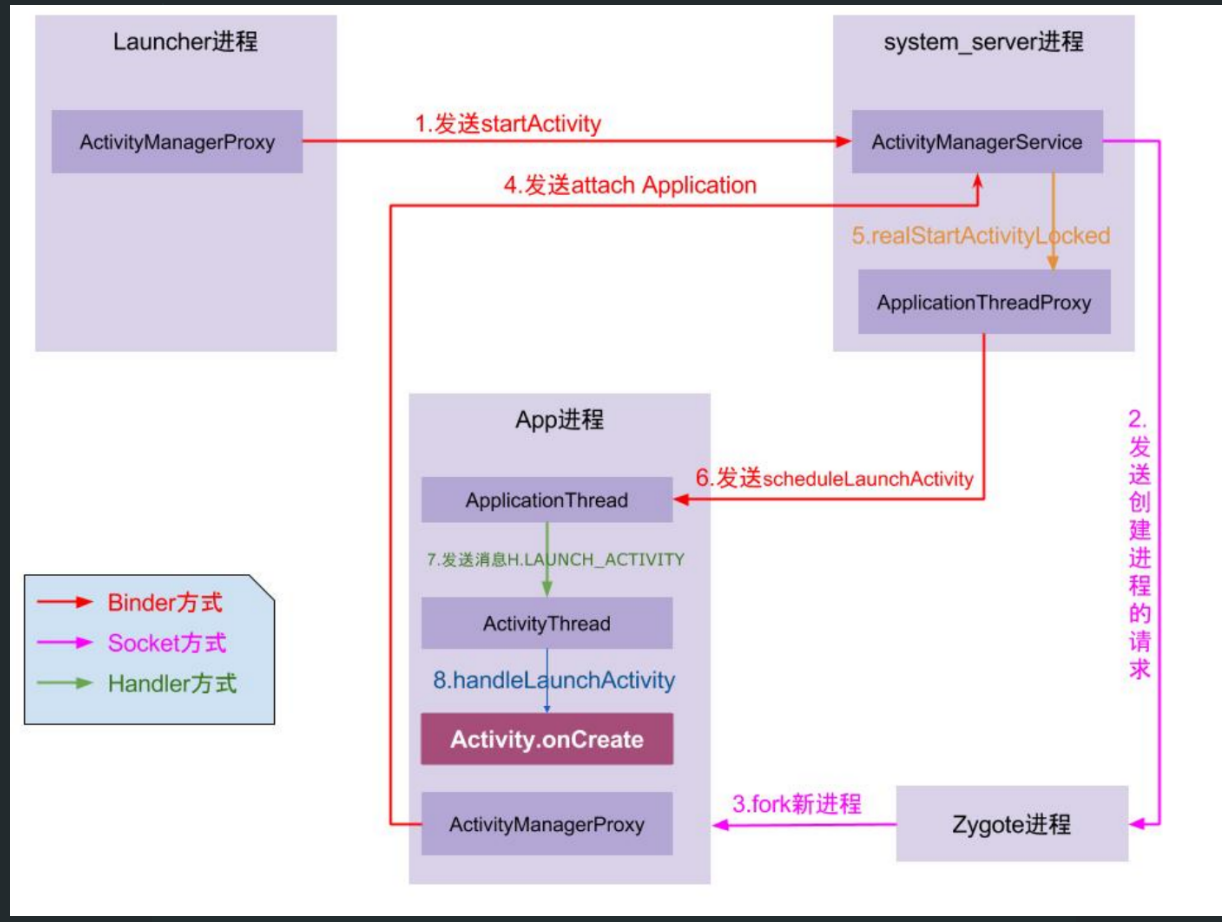 Launcher进程
system_server进程
ActivityManagerProxy
1.发送startActivity
ActivityManagerService
4.发送attach Application
5.realStartActivityLocked
ApplicationThreadProxy
App进程
2.
发
送
创
建
进
程
的
请
求
6.发送scheduleLaunchActivity
ApplicationThread
7.发送消息H.LAUNCH_ACTIVITY
Binder方式
Socket方式
Handler方式
ActivityThread
8.handleLaunchActivity
Activity.onCreate
ActivityManagerProxy
3.fork新进程
Zygote进程